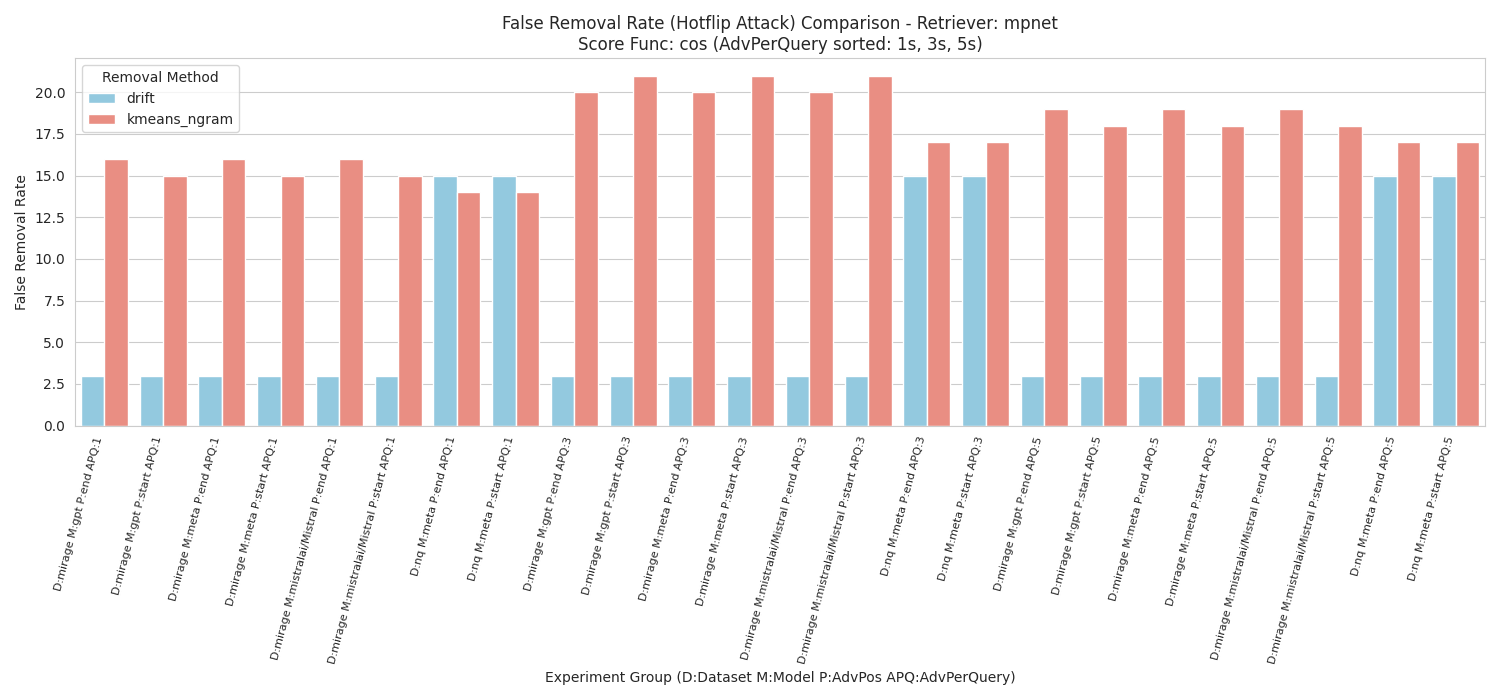 False Removal Rate (Hotflip Attack) Comparison - Retriever: mpnet
Score Func: cos (AdvPerQuery sorted: 1s, 3s, 5s)
Removal Method
drift
kmeans_ngram
False Removal Rate
20.0
17.5
15.0
12.5
10.0
7.5
5.0
2.5
0.0
D:mirage M:gpt P:end APQ:1
D:mirage M:gpt P:start APQ:1
D:mirage M:meta P:end APQ:1
D:mirage M:meta P:start APQ:1
D:mirage M:mistralai/Mistral P:end APQ:1
D:mirage M:mistralai/Mistral P:start APQ:1
D:nq M:meta P:end APQ:1
D:nq M:meta P:start APQ:1
D:mirage M:gpt P:end APQ:3
D:mirage M:gpt P:start APQ:3
D:mirage M:meta P:end APQ:3
D:mirage M:meta P:start APQ:3
D:mirage M:mistralai/Mistral P:end APQ:3
D:mirage M:mistralai/Mistral P:start APQ:3
D:nq M:meta P:end APQ:3
D:nq M:meta P:start APQ:3
D:mirage M:gpt P:end APQ:5
D:mirage M:gpt P:start APQ:5
D:mirage M:meta P:end APQ:5
D:mirage M:meta P:start APQ:5
D:mirage M:mistralai/Mistral P:end APQ:5
D:mirage M:mistralai/Mistral P:start APQ:5
D:nq M:meta P:end APQ:5
D:nq M:meta P:start APQ:5
Experiment Group (D:Dataset M:Model P:AdvPos APQ:AdvPerQuery)